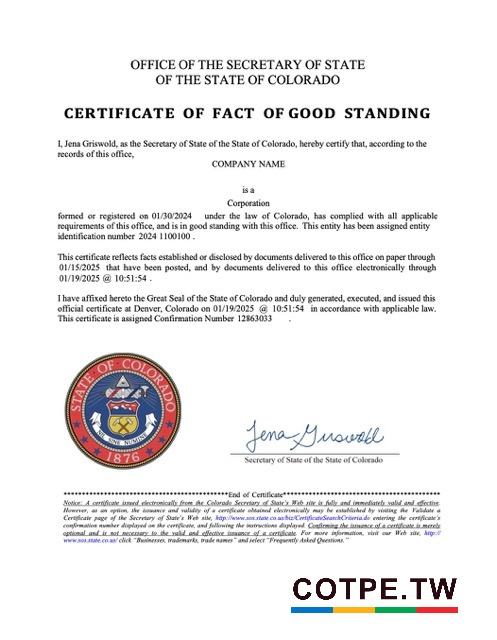 OFFICE OF THE SECRETARY OF STATE
OF THE STATE OF COLORADO
CERTIFICATE OF FACT OF GOOD STANDING
I, Jena Griswold, as the Secretary of State of the State of Colorado, hereby certify that, according to the
records of this office,
COMPANY NAME
is a
Corporation
formed or registered on 01/30/2024 under the law of Colorado, has complied with all applicable
requirements of this office, and is in good standing with this office. This entity has been assigned entity
identification number 2024 1100100 .
This certificate reflects facts established or disclosed by documents delivered to this office on paper through
01/15/2025 that have been posted, and by documents delivered to this office electronically through
01/19/2025 @ 10:51:54 .
I have affixed hereto the Great Seal of the State of Colorado and duly generated, executed, and issued this
official certificate at Denver, Colorado on 01/19/2025 @ 10:51:54 in accordance with applicable law.
This certificate is assigned Confirmation Number 12863033 .
STATE OF COLORADO
NIL SINE NUMINE
1876
Jena Griswold
Secretary of State of the State of Colorado
*********************************************End of Certificate*******************************************
Notice: A certificate issued electronically from the Colorado Secretary of State's Web site is fully and immediately valid and effective.
However, as an option, the issuance and validity of a certificate obtained electronically may be established by visiting the Validate a
Certificate page of the Secretary of State's Web site, http://www.sos.state.co.us/biz/CertificateSearchCriteria.do entering the certificate's
confirmation number displayed on the certificate, and following the instructions displayed. Confirming the issuance of a certificate is merely
optional and is not necessary to the valid and effective issuance of a certificate. For more information, visit our Web site, http://
www.sos.state.co.us/ click "Businesses, trademarks, trade names" and select "Frequently Asked Questions."
COTPE.TW